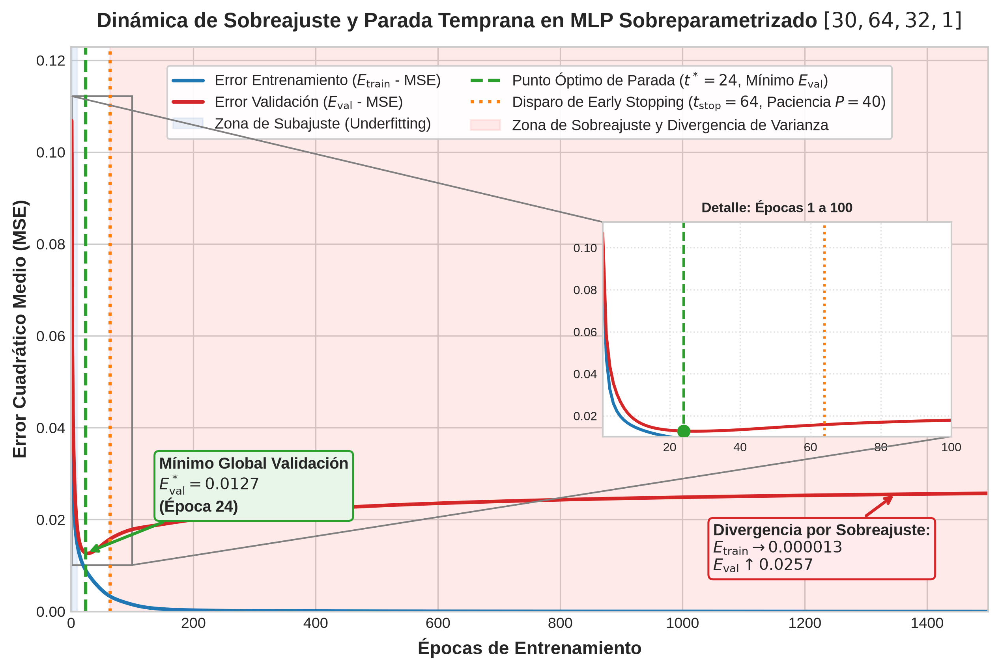 Dinámica de Sobreajuste y Parada Temprana en MLP Sobreparametrizado [30, 64, 32, 1]
Error Cuadrático Medio (MSE)
0.12
0.10
0.08
0.06
0.04
0.02
0.00
Error Entrenamiento (E_train - MSE)
Error Validación (E_val - MSE)
Zona de Subajuste (Underfitting)
Punto Óptimo de Parada (t* = 24, Mínimo E_val)
Disparo de Early Stopping (t_stop = 64, Paciencia P = 40)
Zona de Sobreajuste y Divergencia de Varianza
Detalle: Épocas 1 a 100
0.10
0.08
0.06
0.04
0.02
20 40 60 80 100
Mínimo Global Validación
E*_val = 0.0127
(Época 24)
Divergencia por Sobreajuste:
E_train → 0.000013
E_val ↑ 0.0257
0 200 400 600 800 1000 1200 1400
Épocas de Entrenamiento